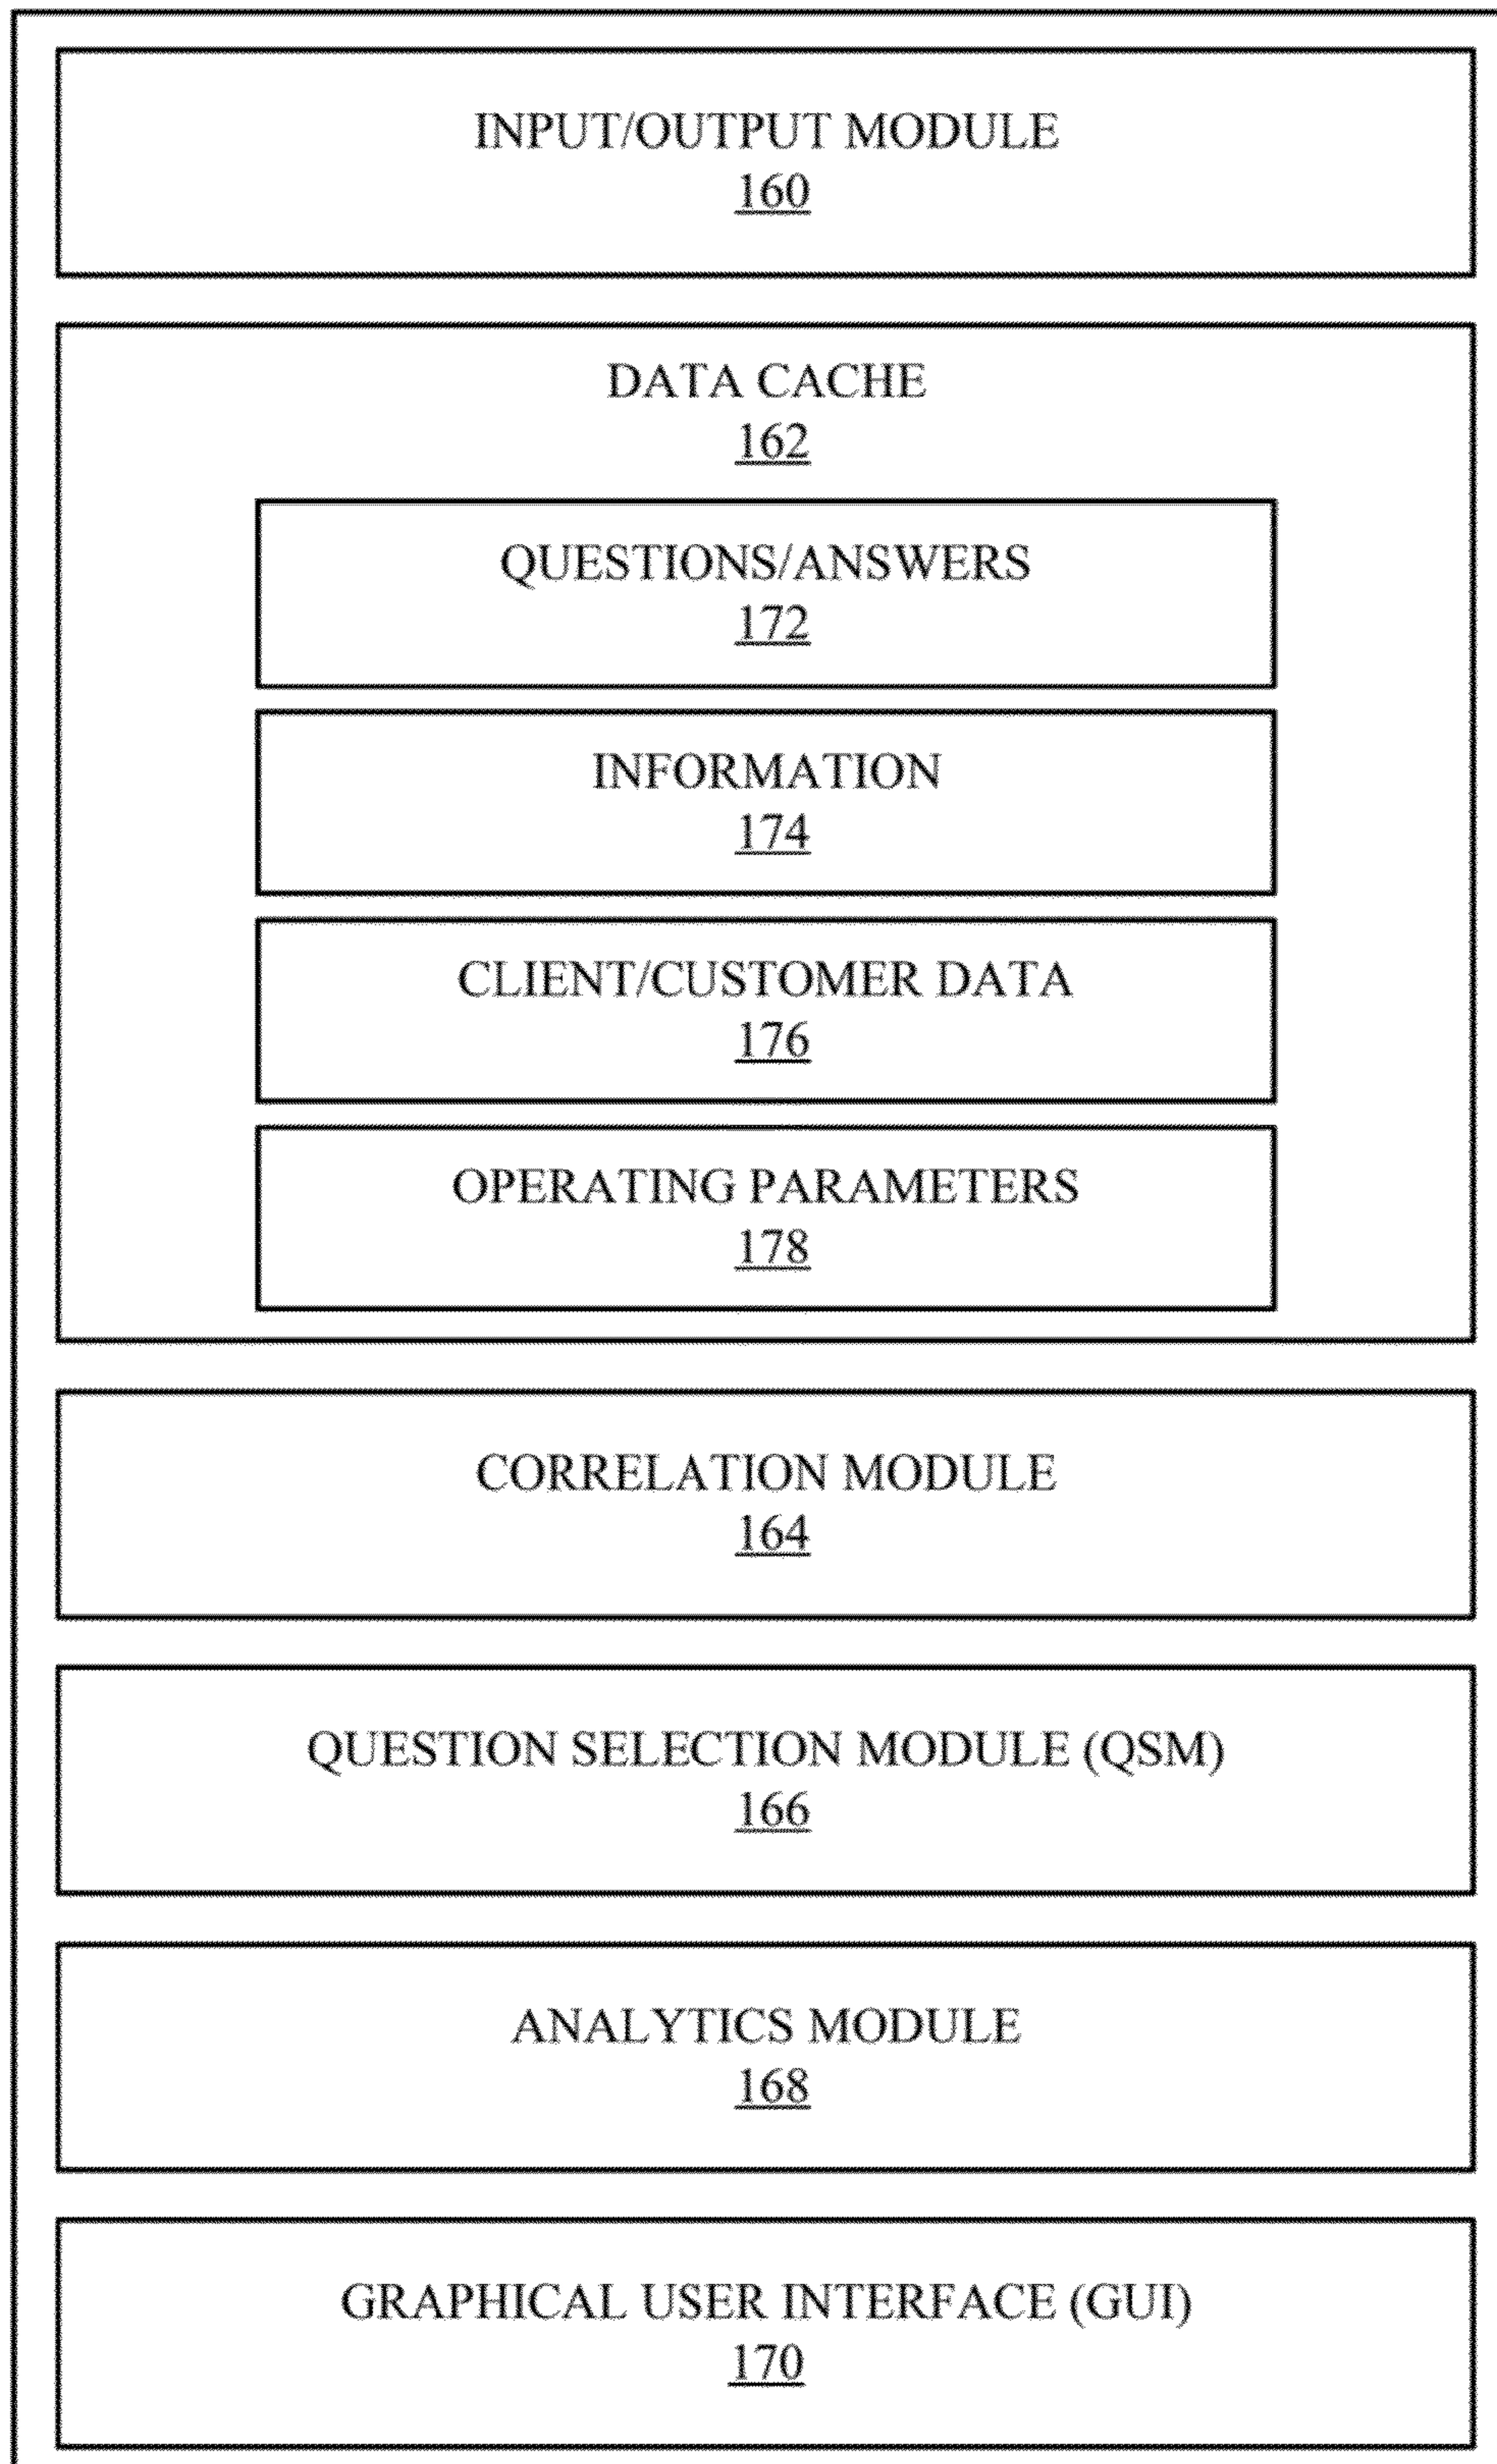 INPUT/OUTPUT MODULE
160
DATA CACHE
162
QUESTIONS/ANSWERS
172
INFORMATION
174
CLIENT/CUSTOMER DATA
176
OPERATING PARAMETERS
178
CORRELATION MODULE
164
QUESTION SELECTION MODULE (QSM)
166
ANALYTICS MODULE
168
GRAPHICAL USER INTERFACE (GUI)
170